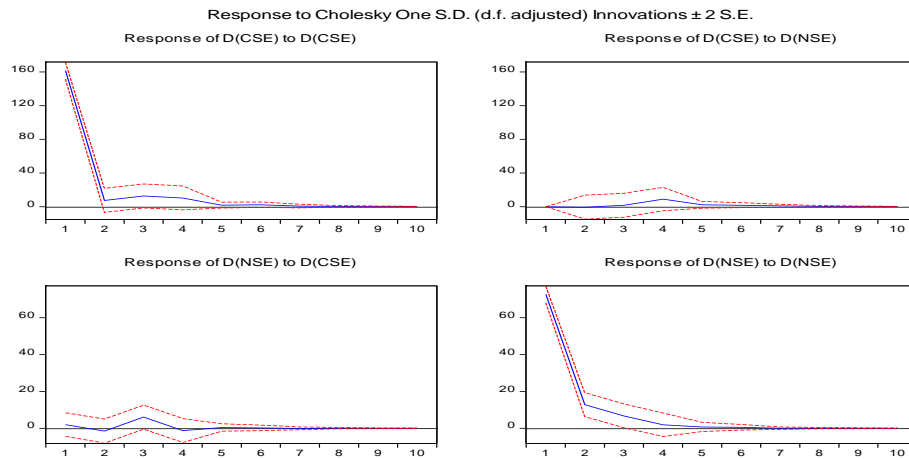 Response to Cholesky One S.D. (d.f. adjusted) Innovations ± 2 S.E.
Response of D(CSE) to D(CSE)
160
120
80
40
0
1 2 3 4 5 6 7 8 9 10
Response of D(CSE) to D(NSE)
160
120
80
40
0
1 2 3 4 5 6 7 8 9 10
Response of D(NSE) to D(CSE)
60
40
20
0
1 2 3 4 5 6 7 8 9 10
Response of D(NSE) to D(NSE)
60
40
20
0
1 2 3 4 5 6 7 8 9 10